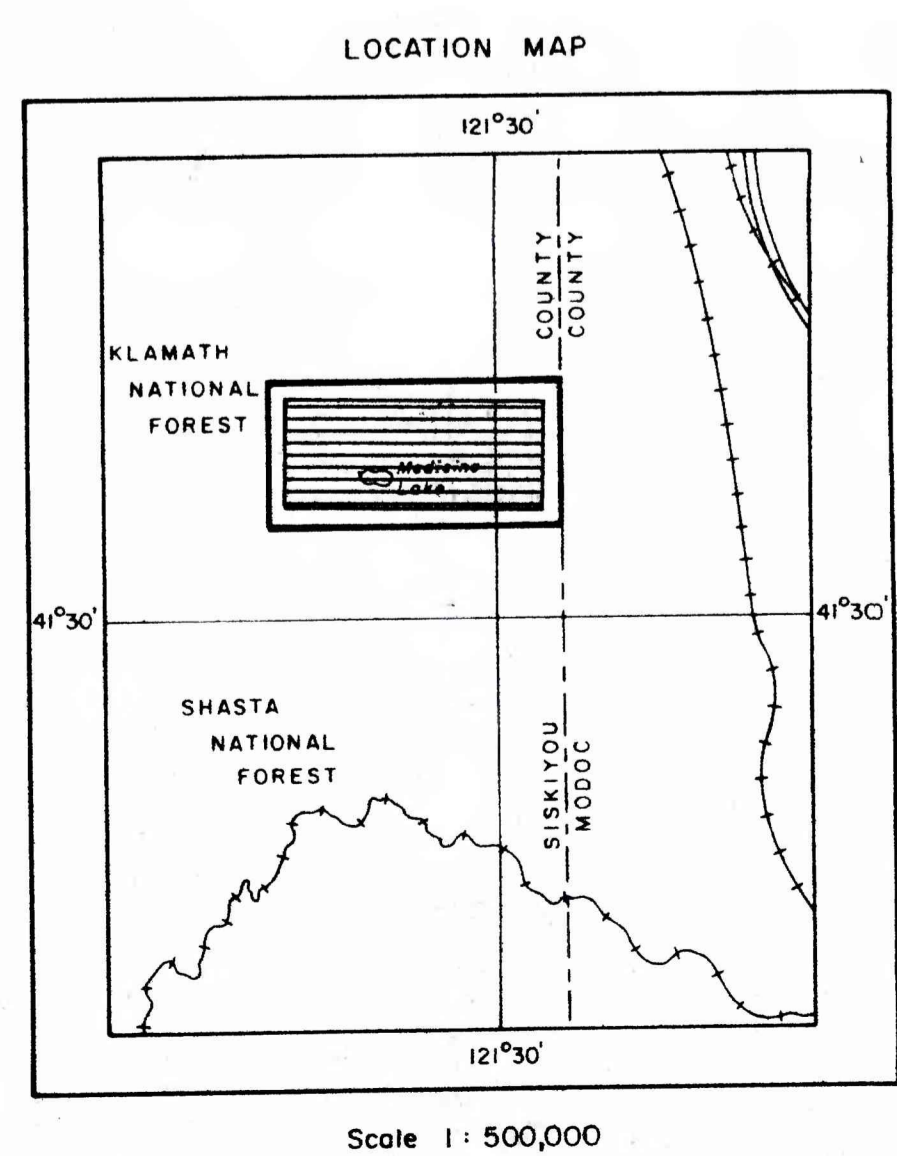 LOCATION MAP
121°30'
COUNTY
COUNTY
KLAMATH
NATIONAL
FOREST
Medicine
Lake
41°30'
41°30'
SHASTA
NATIONAL
FOREST
SISKIYOU
MODOC
121°30'
Scale 1 : 500,000